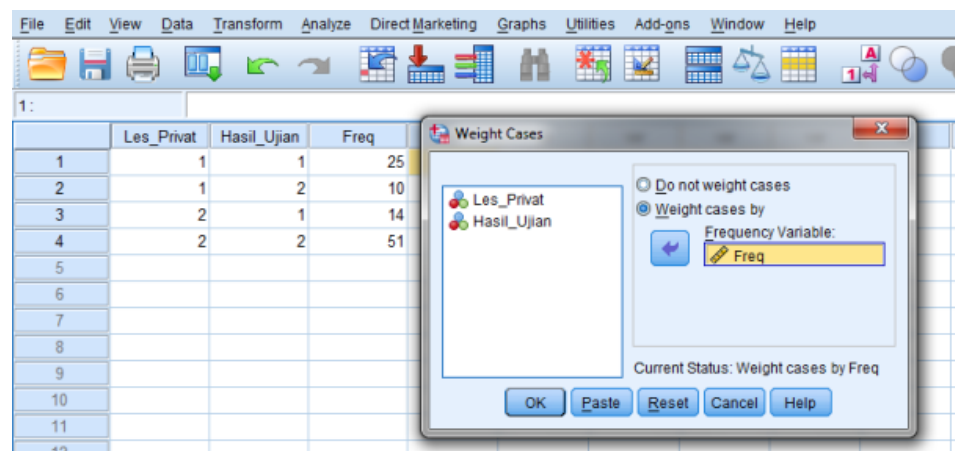 File Edit View Data Transform Analyze Direct Marketing Graphs Utilities Add-ons Window Help
A
1
1:
Les_Privat Hasil_Ujian Freq
1 1 1 25
2 1 2 10
3 2 1 14
4 2 2 51
5
6
7
8
9
10
11
Weight Cases
Les_Privat
Hasil_Ujian
Do not weight cases
Weight cases by
Frequency Variable:
Freq
Current Status: Weight cases by Freq
OK Paste Reset Cancel Help